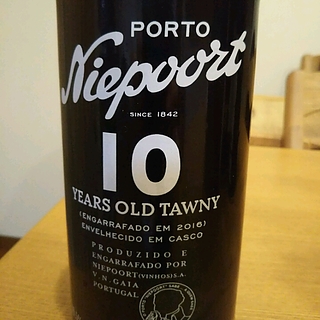 PORTO
Niepoort
SINCE 1842
10
YEARS OLD TAWNY
(ENGARRAFADO EM 2016)
ENVELHECIDO EM CASCO
PRODUZIDO E
ENGARRAFADO POR
NIEPOORT (VINHOS) S.A.
V·N·GAIA
PORTUGAL